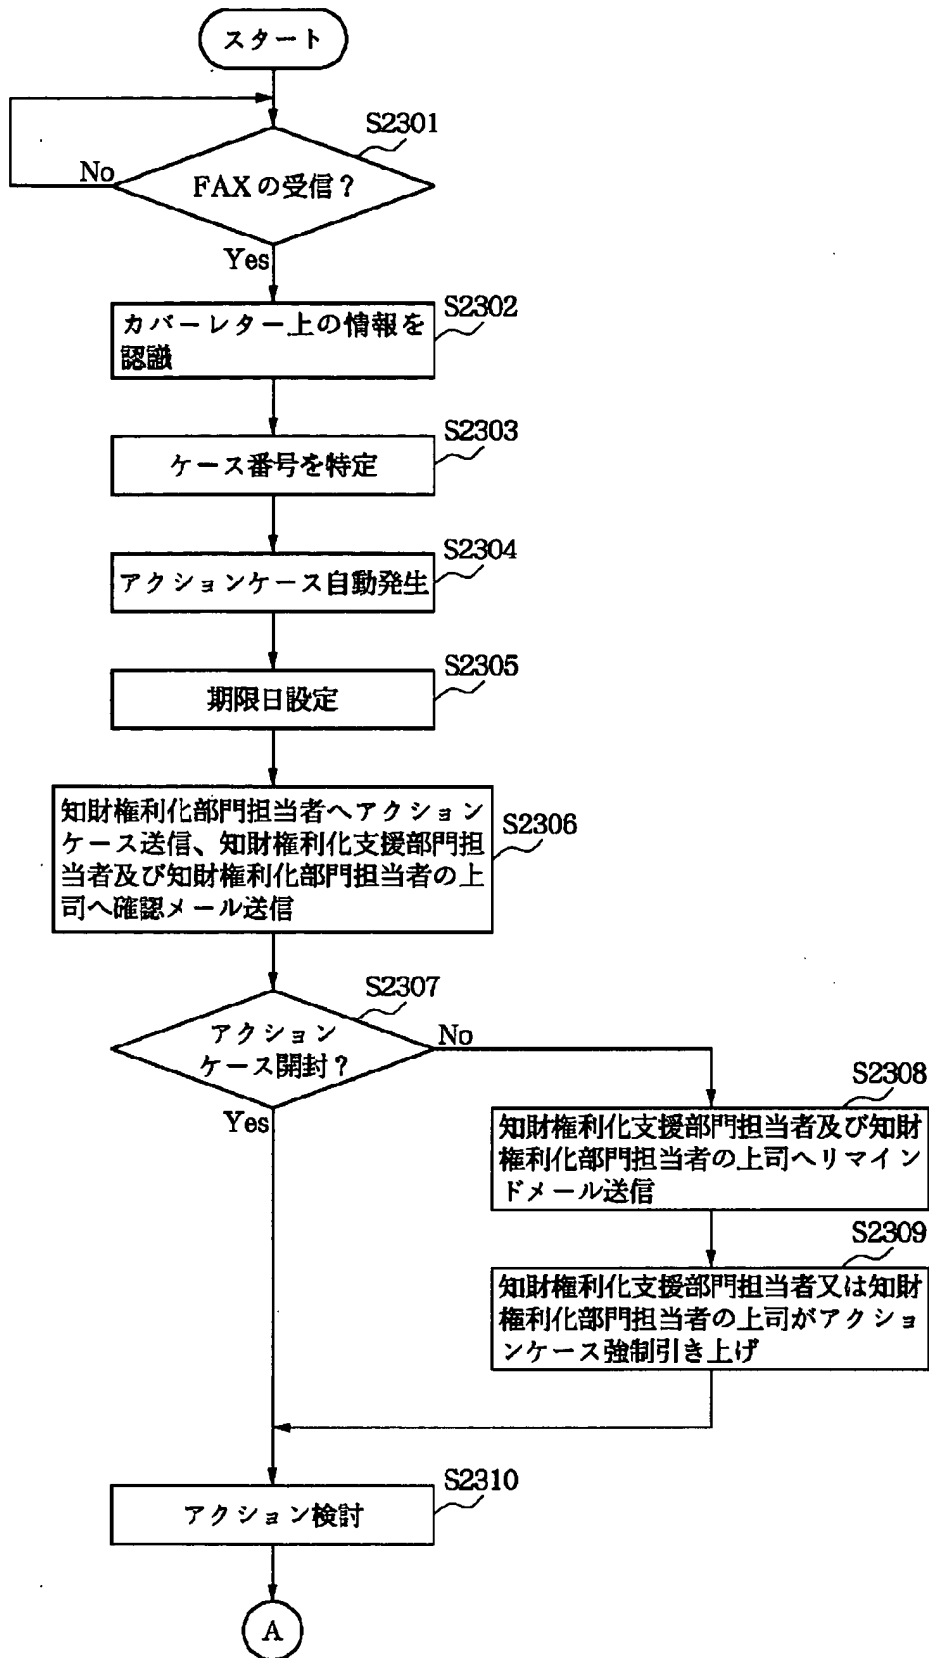 スタート
S2301
No
FAXの受信?
Yes
S2302
カバーレター上の情報を
認識
S2303
ケース番号を特定
S2304
アクションケース自動発生
S2305
期限日設定
S2306
知財権利化部門担当者へアクション
ケース送信、知財権利化支援部門担
当者及び知財権利化部門担当者の上
司へ確認メール送信
S2307
アクション
ケース開封?
No
Yes
S2308
知財権利化支援部門担当者及び知財
権利化部門担当者の上司へリマイン
ドメール送信
S2309
知財権利化支援部門担当者又は知財
権利化部門担当者の上司がアクショ
ンケース強制引き上げ
S2310
アクション検討
A